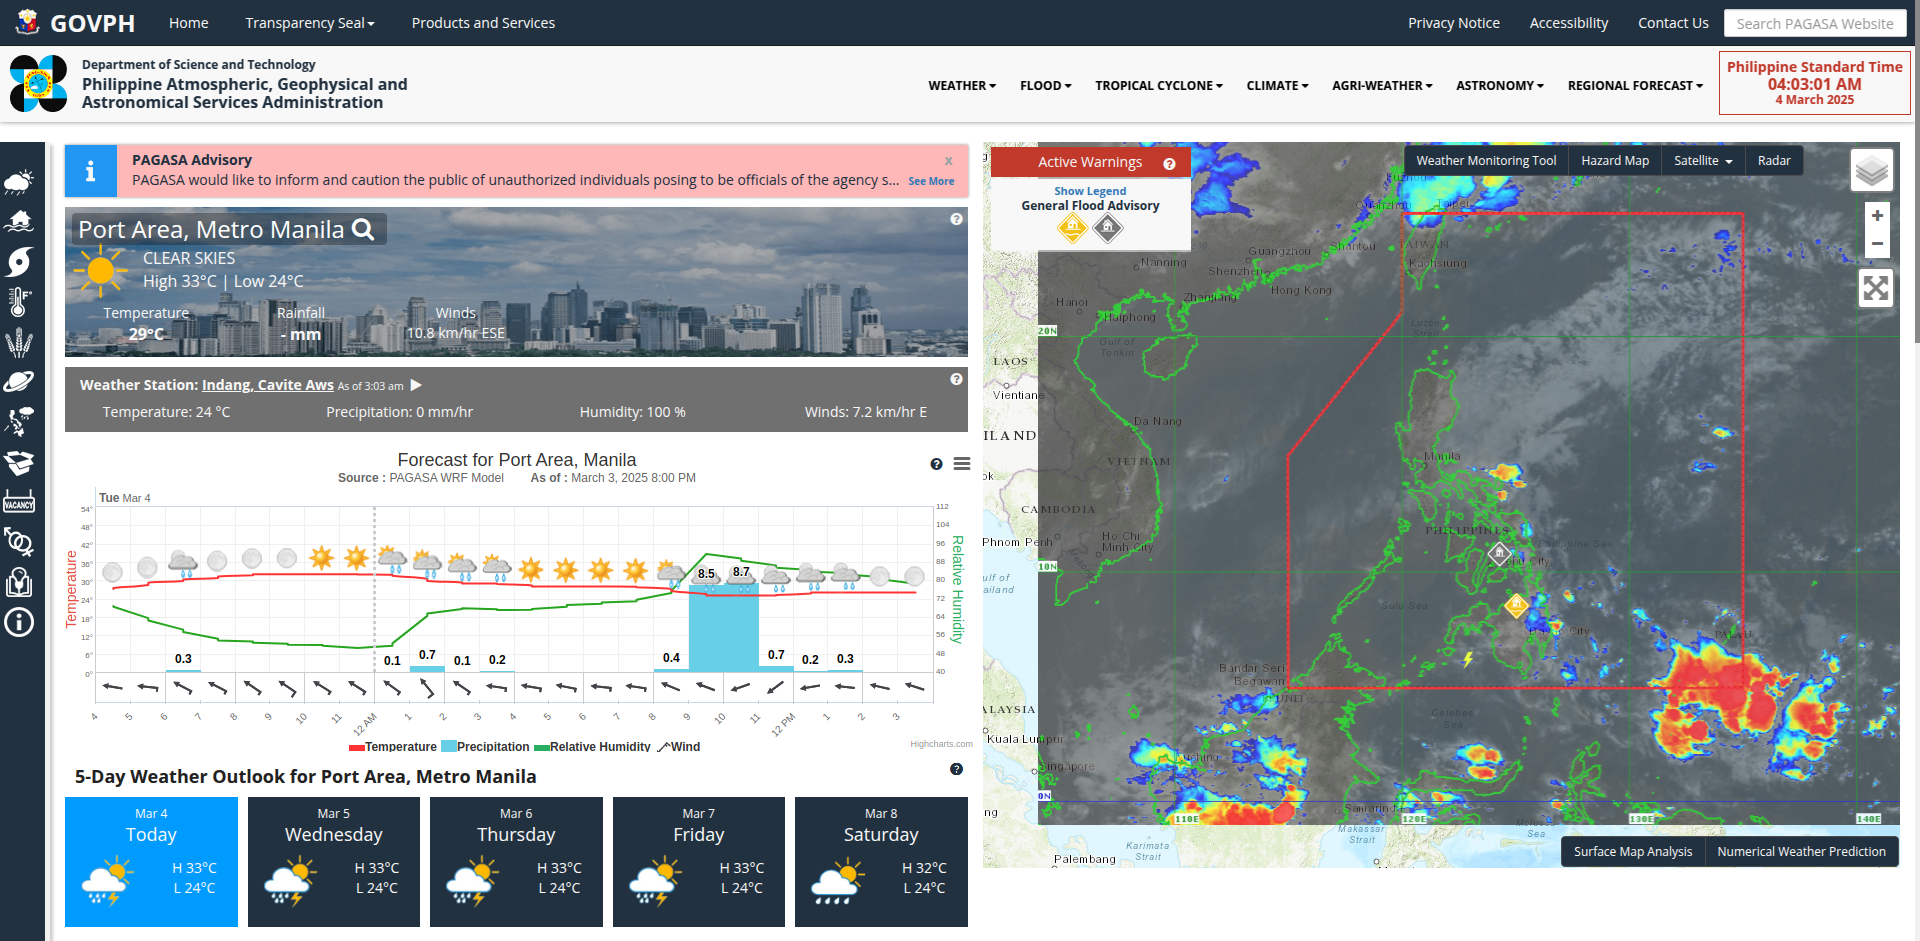 GOVPH
Home
Transparency Seal
Products and Services
Privacy Notice
Accessibility
Contact Us
Search PAGASA Website
Department of Science and Technology
Philippine Atmospheric, Geophysical and
Astronomical Services Administration
WEATHER
FLOOD
TROPICAL CYCLONE
CLIMATE
AGRI-WEATHER
ASTRONOMY
REGIONAL FORECAST
Philippine Standard Time
04:03:01 AM
4 March 2025
PAGASA Advisory
x
PAGASA would like to inform and caution the public of unauthorized individuals posing to be officials of the agency s... See More
VACANCY
Port Area, Metro Manila
CLEAR SKIES
High 33°C | Low 24°C
Temperature
29°C
Rainfall
- mm
Winds
10.8 km/hr ESE
Weather Station: Indang, Cavite Aws As of 3:03 am
Temperature: 24 °C
Precipitation: 0 mm/hr
Humidity: 100 %
Winds: 7.2 km/hr E
Forecast for Port Area, Manila
Source : PAGASA WRF Model As of : March 3, 2025 8:00 PM
Tue Mar 4
Temperature
54°
48°
42°
36°
30°
24°
18°
12°
6°
0°
112
104
96
88
80
72
64
56
48
40
Relative Humidity
0.3
0.1
0.7
0.1
0.2
0.4
8.5
8.7
0.7
0.2
0.3
4 5 6 7 8 9 10 11 12 AM 1 2 3 4 5 6 7 8 9 10 11 12 PM 1 2 3
Temperature Precipitation Relative Humidity Wind
Highcharts.com
5-Day Weather Outlook for Port Area, Metro Manila
Mar 4
Today
H 33°C
L 24°C
Mar 5
Wednesday
H 33°C
L 24°C
Mar 6
Thursday
H 33°C
L 24°C
Mar 7
Friday
H 33°C
L 24°C
Mar 8
Saturday
H 32°C
L 24°C
Active Warnings
Show Legend
General Flood Advisory
Weather Monitoring Tool
Hazard Map
Satellite
Radar
+
−
Fuzhou
Quanzhou
Taipei
TAIWAN
Kaohsiung
Shantou
Guangzhou
Shenzhen
Hong Kong
Nanning
Zhanjiang
Hanoi
Haiphong
Gulf of
Tonkin
Luzon
Strait
20N
LAOS
Vientiane
Da Nang
ILAND
VIETNAM
Manila
CAMBODIA
Phnom Penh
Ho Chi
Minh City
PHILIPPINES
Philippine Sea
10N
ulf of
ailand
Sulu Sea
Davao City
PALAU
Bandar Seri
Begawan
BRUNEI
Celebes
Sea
ALAYSIA
Kuala Lumpur
Kuching
Singapore
0N
Samarinda
110E
120E
130E
140E
Makassar
Strait
Karimata
Strait
Palembang
Surface Map Analysis
Numerical Weather Prediction